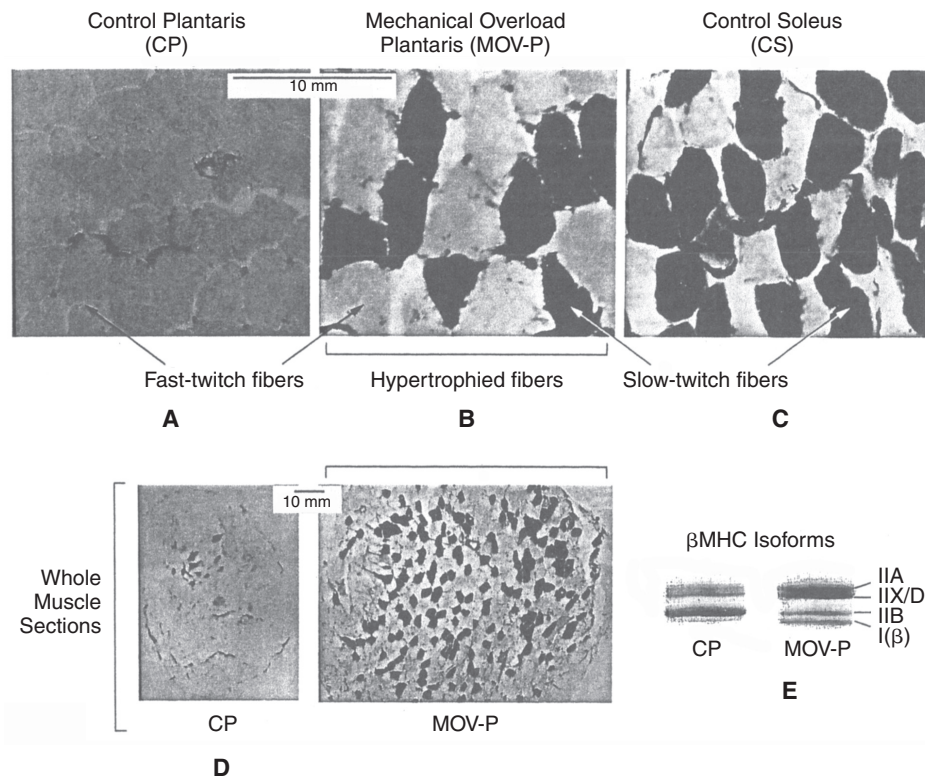 Control Plantaris
(CP)
Mechanical Overload
Plantaris (MOV-P)
Control Soleus
(CS)
10 mm
Fast-twitch fibers
Hypertrophied fibers
Slow-twitch fibers
A
B
C
10 mm
Whole
Muscle
Sections
CP
MOV-P
D
βMHC Isoforms
IIA
IIX/D
IIB
I(β)
CP
MOV-P
E